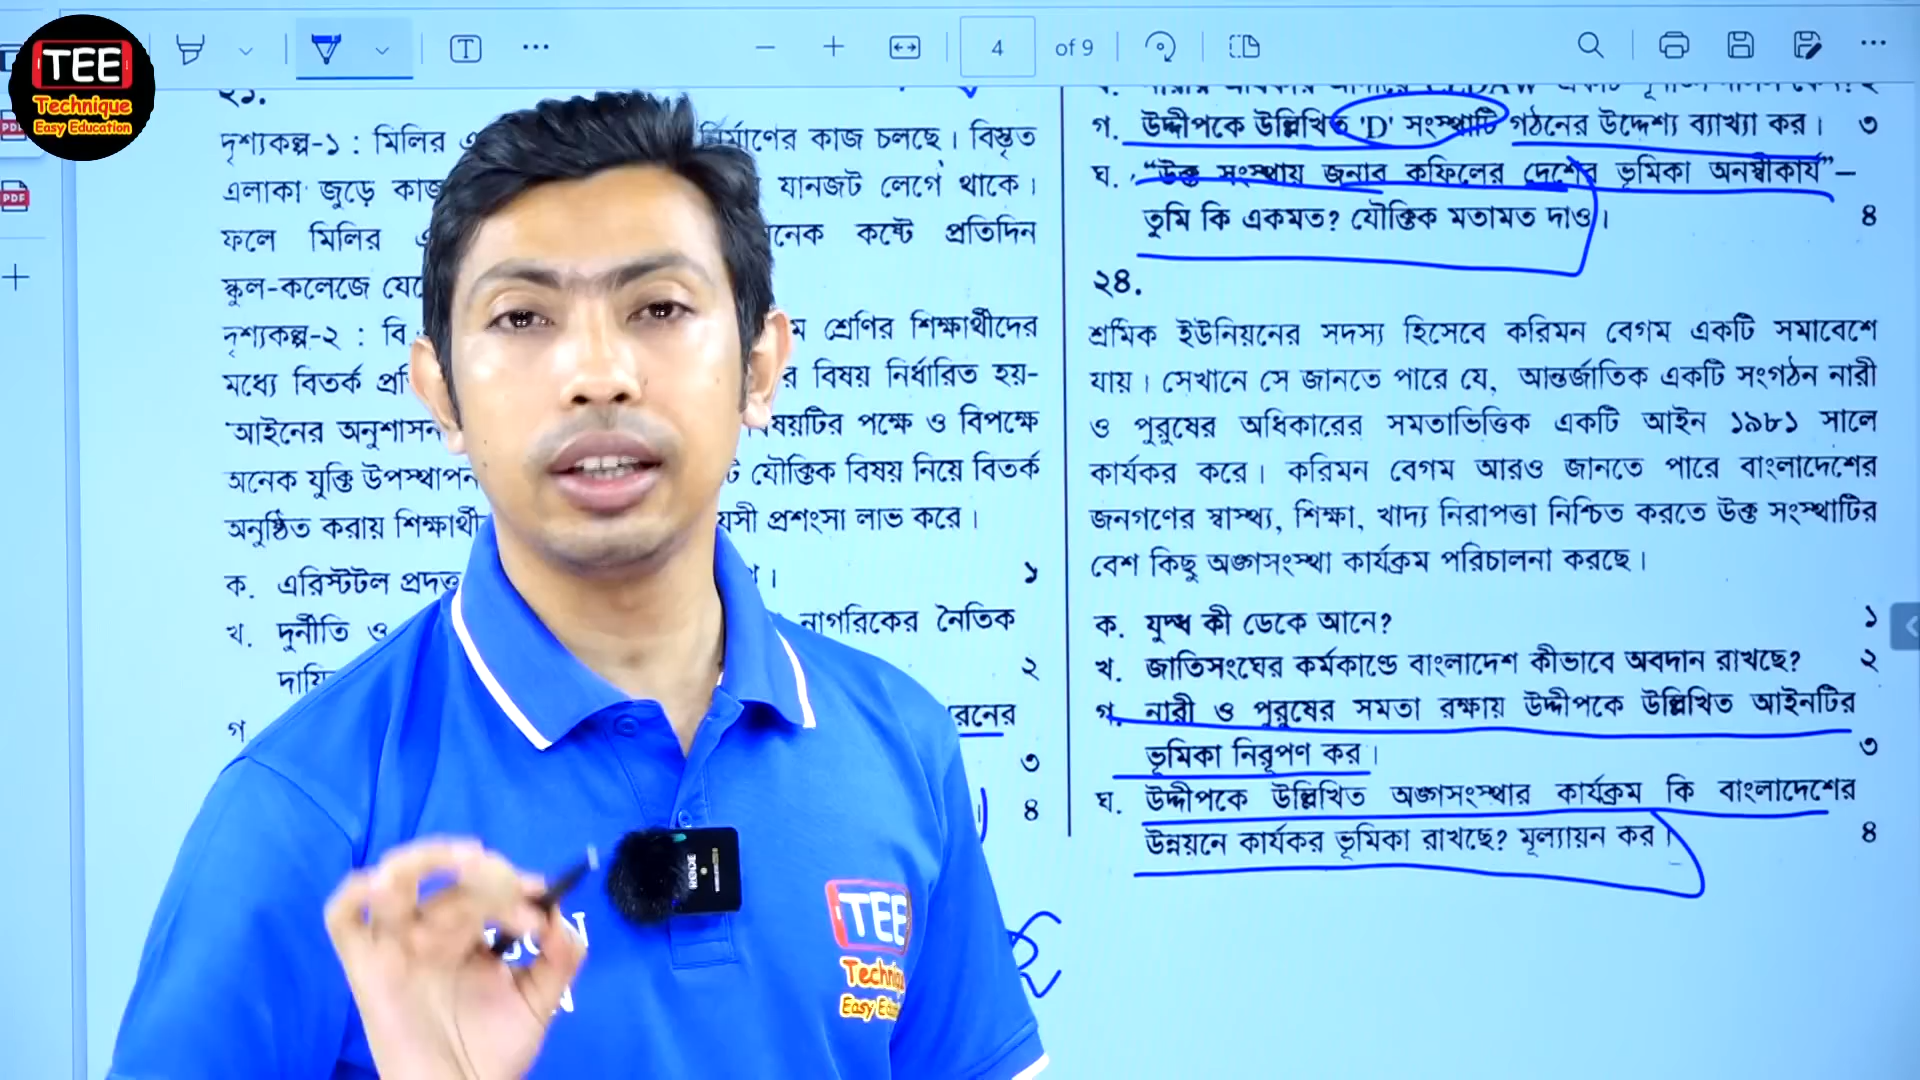 TEE
Technique
Easy Education
4
of 9
২১.
দৃশ্যকল্প-১ : মিলির এ
নির্মাণের কাজ চলছে। বিস্তৃত
এলাকা জুড়ে কাজ
যানজট লেগে থাকে।
ফলে মিলির এ
নেক কষ্টে প্রতিদিন
স্কুল-কলেজে যেে
দৃশ্যকল্প-২ : বি.
ম শ্রেণির শিক্ষার্থীদের
মধ্যে বিতর্ক প্রতি
র বিষয় নির্ধারিত হয়-
'আইনের অনুশাসন
বিষয়টির পক্ষে ও বিপক্ষে
অনেক যুক্তি উপস্থাপন
টি যৌক্তিক বিষয় নিয়ে বিতর্ক
অনুষ্ঠিত করায় শিক্ষার্থী
য়সী প্রশংসা লাভ করে।
ক. এরিস্টটল প্রদত্ত
১
খ. দুর্নীতি ও
নাগরিকের নৈতিক
দায়ি
২
গ
রনের
৩
৪
গ. উদ্দীপকে উল্লিখিত 'D' সংস্থাটি গঠনের উদ্দেশ্য ব্যাখ্যা কর। ৩
ঘ. “উক্ত সংস্থায় জনাব কফিলের দেশের ভূমিকা অনস্বীকার্য”–
তুমি কি একমত? যৌক্তিক মতামত দাও। ৪
২৪.
শ্রমিক ইউনিয়নের সদস্য হিসেবে করিমন বেগম একটি সমাবেশে
যায়। সেখানে সে জানতে পারে যে, আন্তর্জাতিক একটি সংগঠন নারী
ও পুরুষের অধিকারের সমতাভিত্তিক একটি আইন ১৯৮১ সালে
কার্যকর করে। করিমন বেগম আরও জানতে পারে বাংলাদেশের
জনগণের স্বাস্থ্য, শিক্ষা, খাদ্য নিরাপত্তা নিশ্চিত করতে উক্ত সংস্থাটির
বেশ কিছু অঙ্গসংস্থা কার্যক্রম পরিচালনা করছে।
ক. যুদ্ধ কী ডেকে আনে? ১
খ. জাতিসংঘের কর্মকাণ্ডে বাংলাদেশ কীভাবে অবদান রাখছে? ২
গ. নারী ও পুরুষের সমতা রক্ষায় উদ্দীপকে উল্লিখিত আইনটির
ভূমিকা নিরূপণ কর। ৩
ঘ. উদ্দীপকে উল্লিখিত অঙ্গসংস্থার কার্যক্রম কি বাংলাদেশের
উন্নয়নে কার্যকর ভূমিকা রাখছে? মূল্যায়ন কর। ৪
RODE
TEE